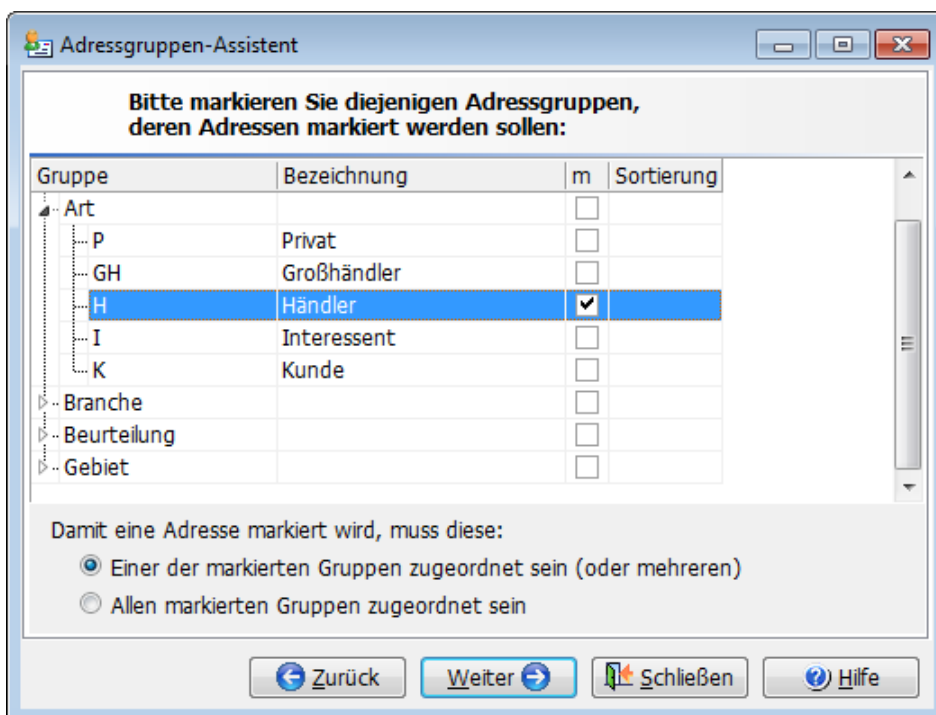 Adressgruppen-Assistent
Bitte markieren Sie diejenigen Adressgruppen,
deren Adressen markiert werden sollen:
Gruppe Bezeichnung m Sortierung
Art
P Privat
GH Großhändler
H Händler
I Interessent
K Kunde
Branche
Beurteilung
Gebiet
Damit eine Adresse markiert wird, muss diese:
Einer der markierten Gruppen zugeordnet sein (oder mehreren)
Allen markierten Gruppen zugeordnet sein
Zurück Weiter Schließen Hilfe